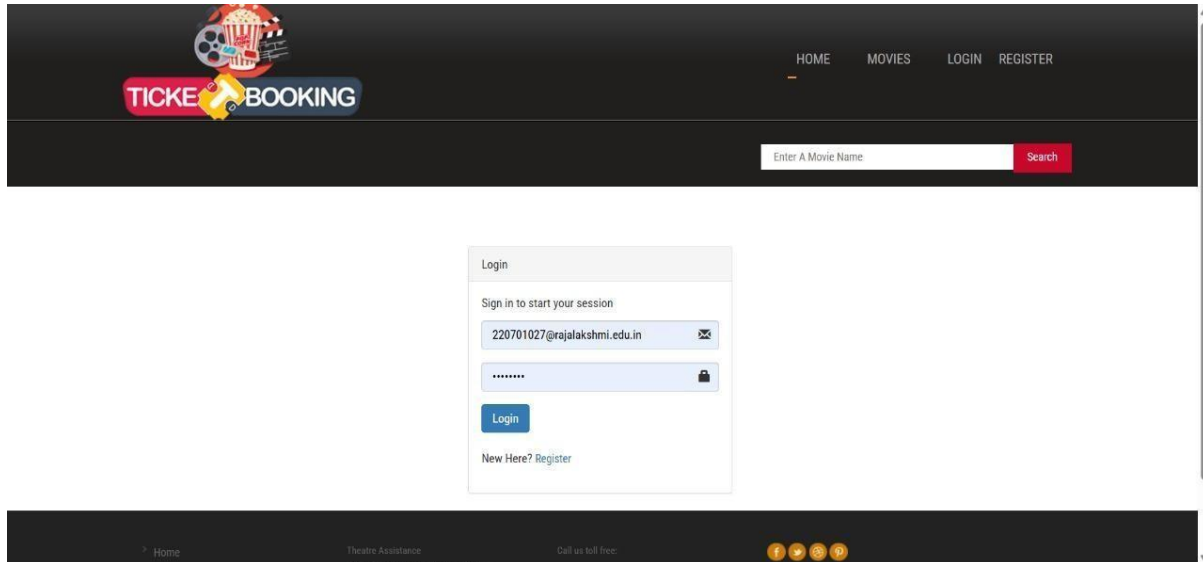 TICKE BOOKING
HOME MOVIES LOGIN REGISTER
Enter A Movie Name Search
Login
Sign in to start your session
220701027@rajalakshmi.edu.in
••••••••
Login
New Here? Register
Home Theatre Assistance Call us toll free: